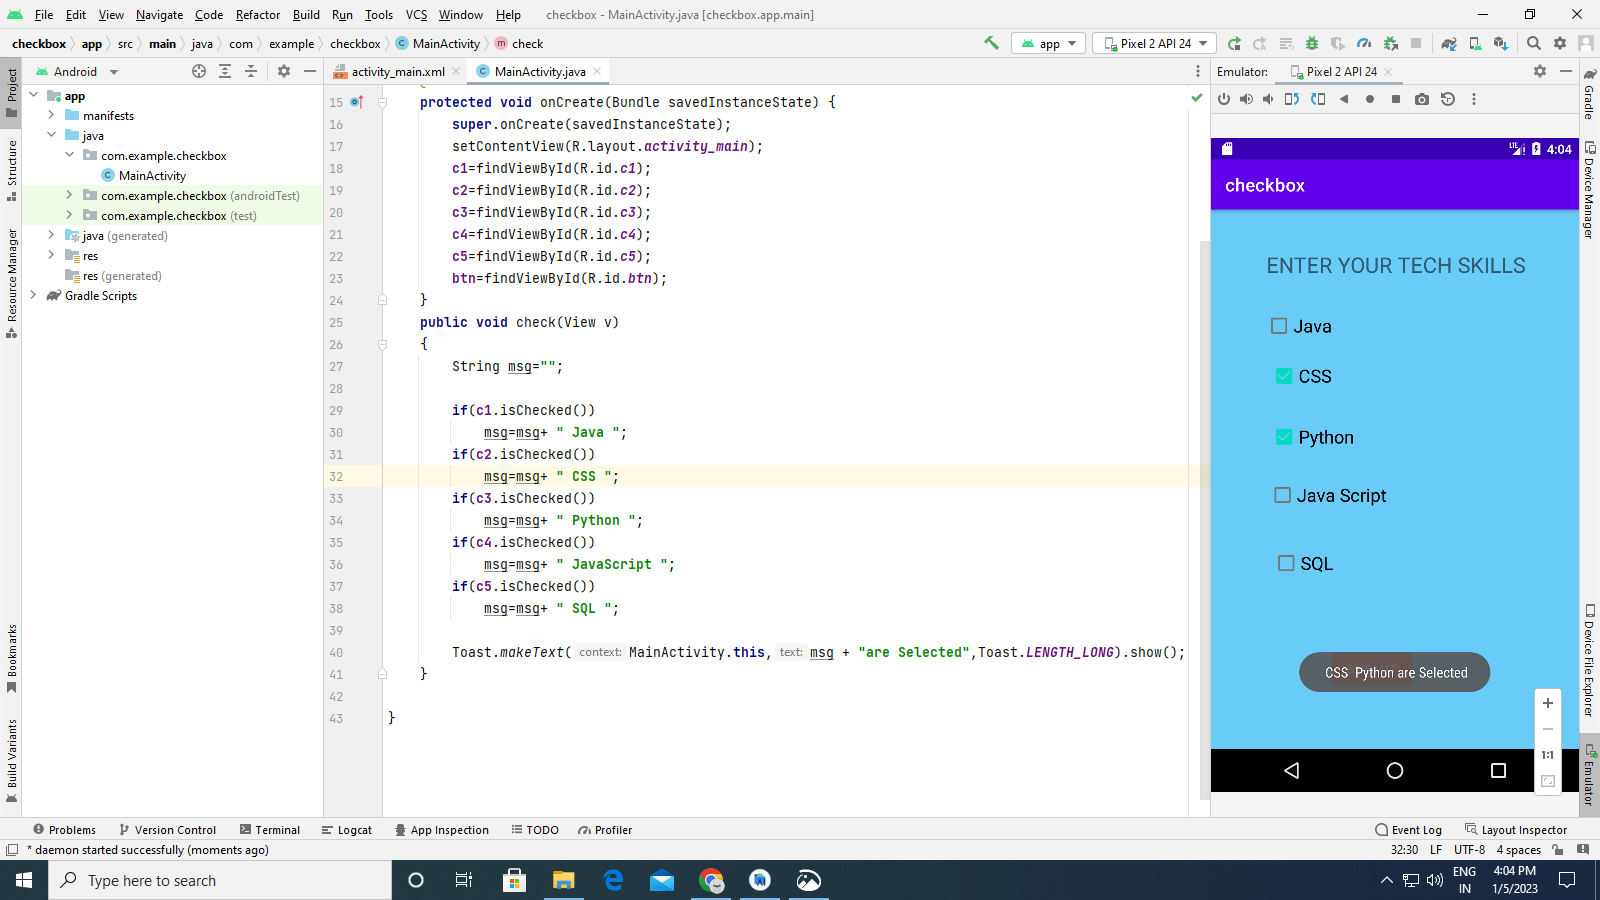 File Edit View Navigate Code Refactor Build Run Tools VCS Window Help checkbox - MainActivity.java [checkbox.app.main]
checkbox app src main java com example checkbox MainActivity check app Pixel 2 API 24
Android activity_main.xml MainActivity.java Emulator: Pixel 2 API 24
Project
Structure
Resource Manager
Bookmarks
Build Variants
app
manifests
java
com.example.checkbox
MainActivity
com.example.checkbox (androidTest)
com.example.checkbox (test)
java (generated)
res
res (generated)
Gradle Scripts
15 protected void onCreate(Bundle savedInstanceState) {
16 super.onCreate(savedInstanceState);
17 setContentView(R.layout.activity_main);
18 c1=findViewById(R.id.c1);
19 c2=findViewById(R.id.c2);
20 c3=findViewById(R.id.c3);
21 c4=findViewById(R.id.c4);
22 c5=findViewById(R.id.c5);
23 btn=findViewById(R.id.btn);
24 }
25 public void check(View v)
26 {
27 String msg="";
28
29 if(c1.isChecked())
30 msg=msg+ " Java ";
31 if(c2.isChecked())
32 msg=msg+ " CSS ";
33 if(c3.isChecked())
34 msg=msg+ " Python ";
35 if(c4.isChecked())
36 msg=msg+ " JavaScript ";
37 if(c5.isChecked())
38 msg=msg+ " SQL ";
39
40 Toast.makeText( context: MainActivity.this, text: msg + "are Selected",Toast.LENGTH_LONG).show();
41 }
42
43 }
LTE 4:04
checkbox
ENTER YOUR TECH SKILLS
Java
CSS
Python
Java Script
SQL
CSS Python are Selected
1:1
Gradle
Device Manager
Device File Explorer
Emulator
Problems Version Control Terminal Logcat App Inspection TODO Profiler Event Log Layout Inspector
* daemon started successfully (moments ago) 32:30 LF UTF-8 4 spaces
Type here to search
ENG
IN
4:04 PM
1/5/2023